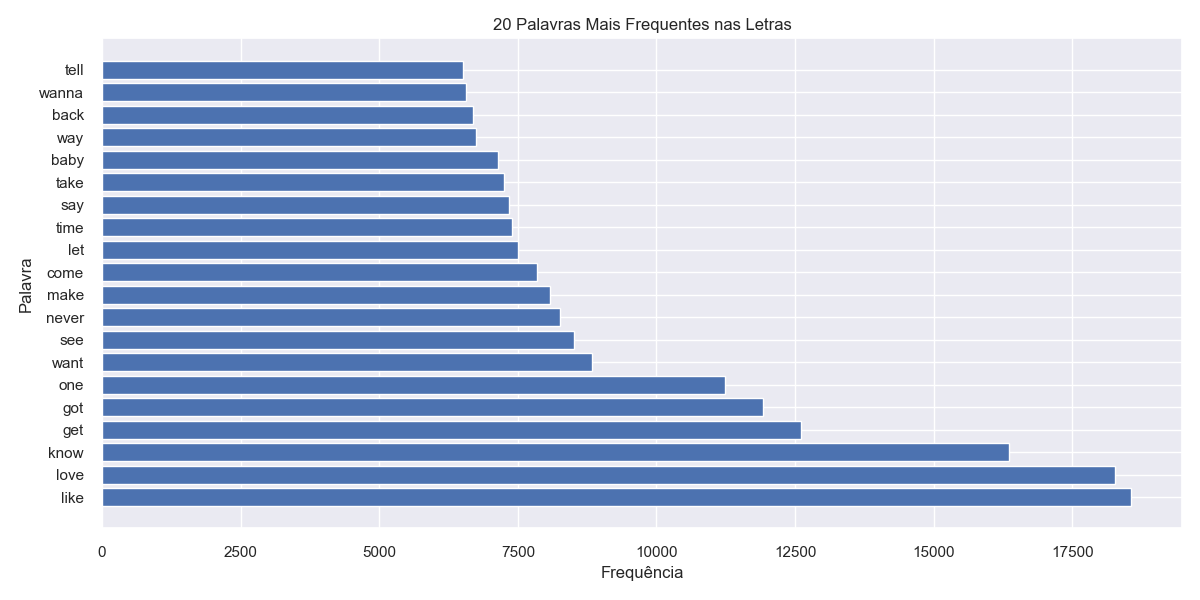 20 Palavras Mais Frequentes nas Letras
tell
wanna
back
way
baby
take
say
time
let
come
make
never
see
want
one
got
get
know
love
like
Palavra
0 2500 5000 7500 10000 12500 15000 17500
Frequência